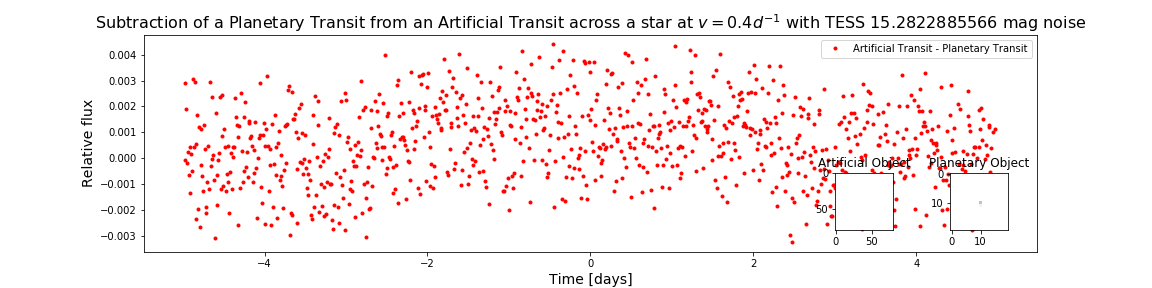 Subtraction of a Planetary Transit from an Artificial Transit across a star at v = 0.4d⁻¹ with TESS 15.2822885566 mag noise
Artificial Transit - Planetary Transit
Relative flux
0.004
0.003
0.002
0.001
0.000
−0.001
−0.002
−0.003
Artificial Object
0
50
0 50
Planetary Object
0
10
0 10
−4 −2 0 2 4
Time [days]